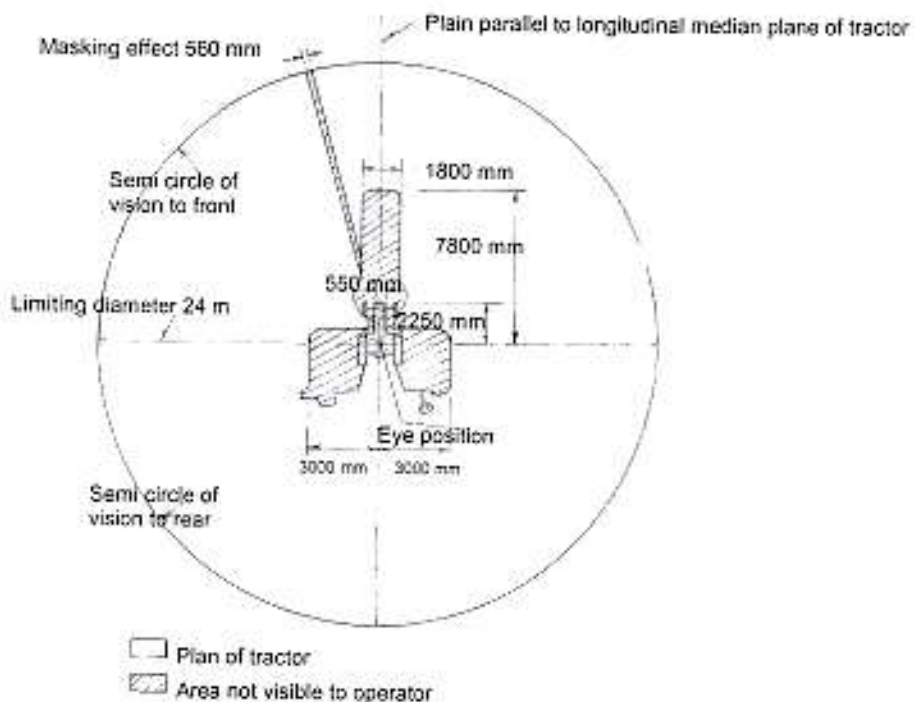 Plain parallel to longitudinal median plane of tractor
Masking effect 560 mm
1800 mm
Semi circle of
vision to front
7800 mm
550 mm
Limiting diameter 24 m
2250 mm
Eye position
3000 mm
3000 mm
Semi circle of
vision to rear
Plan of tractor
Area not visible to operator